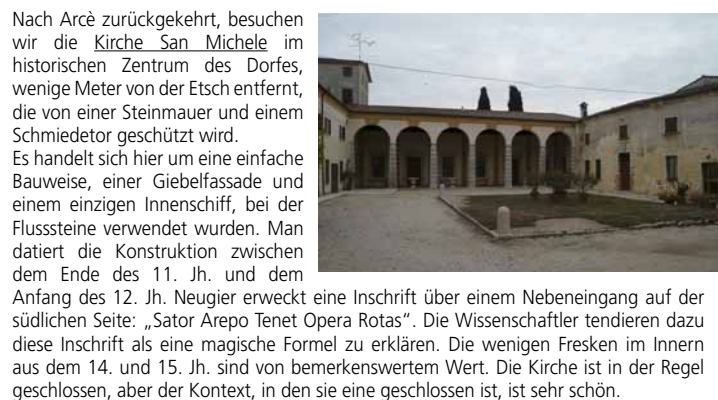 Nach Arcè zurückgekehrt, besuchen
wir die Kirche San Michele im
historischen Zentrum des Dorfes,
wenige Meter von der Etsch entfernt,
die von einer Steinmauer und einem
Schmiedetor geschützt wird.
Es handelt sich hier um eine einfache
Bauweise, einer Giebelfassade und
einem einzigen Innenschiff, bei der
Flusssteine verwendet wurden. Man
datiert die Konstruktion zwischen
dem Ende des 11. Jh. und dem
Anfang des 12. Jh. Neugier erweckt eine Inschrift über einem Nebeneingang auf der
südlichen Seite: „Sator Arepo Tenet Opera Rotas“. Die Wissenschaftler tendieren dazu
diese Inschrift als eine magische Formel zu erklären. Die wenigen Fresken im Innern
aus dem 14. und 15. Jh. sind von bemerkenswertem Wert. Die Kirche ist in der Regel
geschlossen, aber der Kontext, in den sie eine geschlossen ist, ist sehr schön.